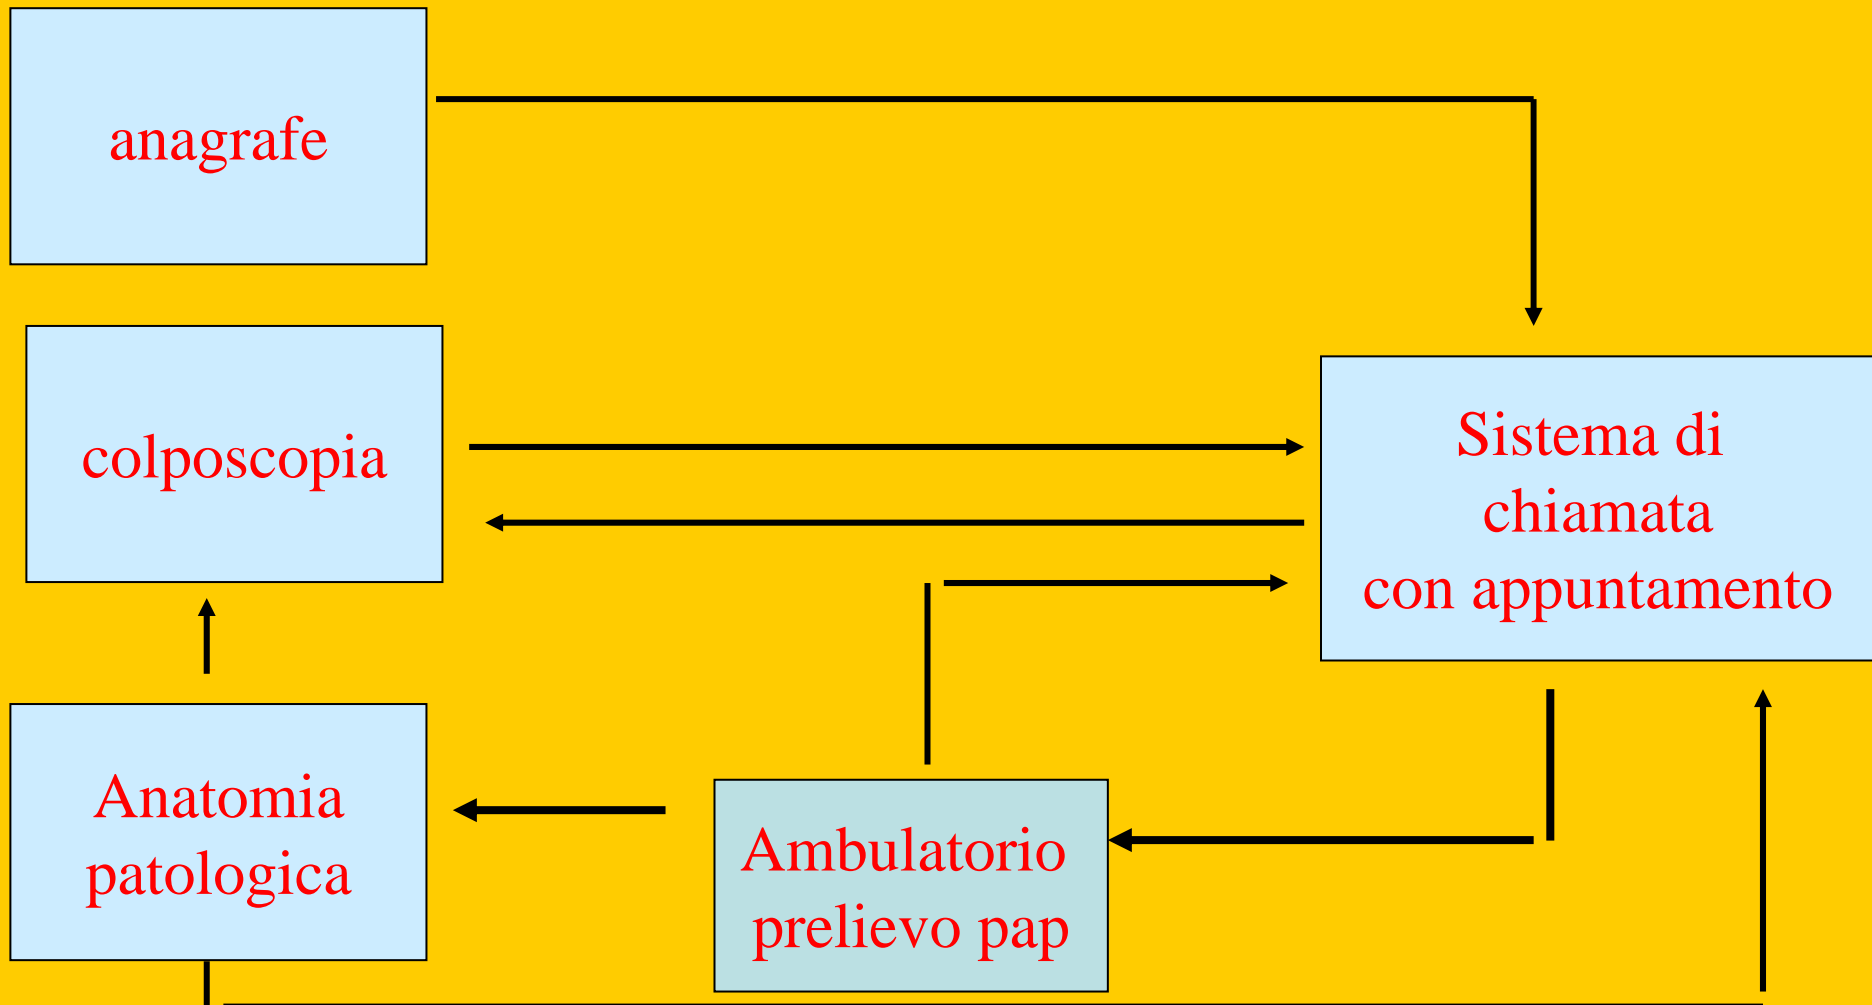 anagrafe
colposcopia
Sistema di
chiamata
con appuntamento
Anatomia
patologica
Ambulatorio
prelievo pap